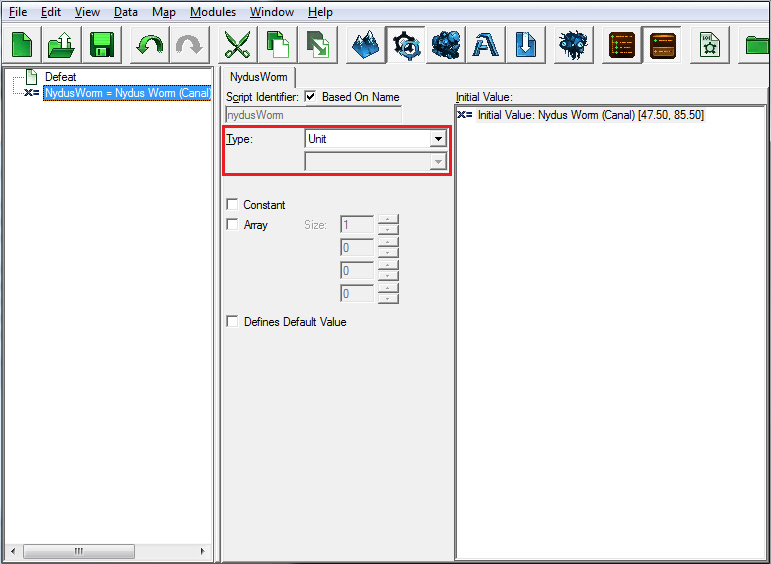 File Edit View Data Map Modules Window Help
Defeat
NydusWorm = Nydus Worm (Canal)
NydusWorm
Script Identifier: Based On Name
nydusWorm
Type: Unit
Constant
Array Size: 1
0
0
0
Defines Default Value
Initial Value:
Initial Value: Nydus Worm (Canal) [47.50, 85.50]